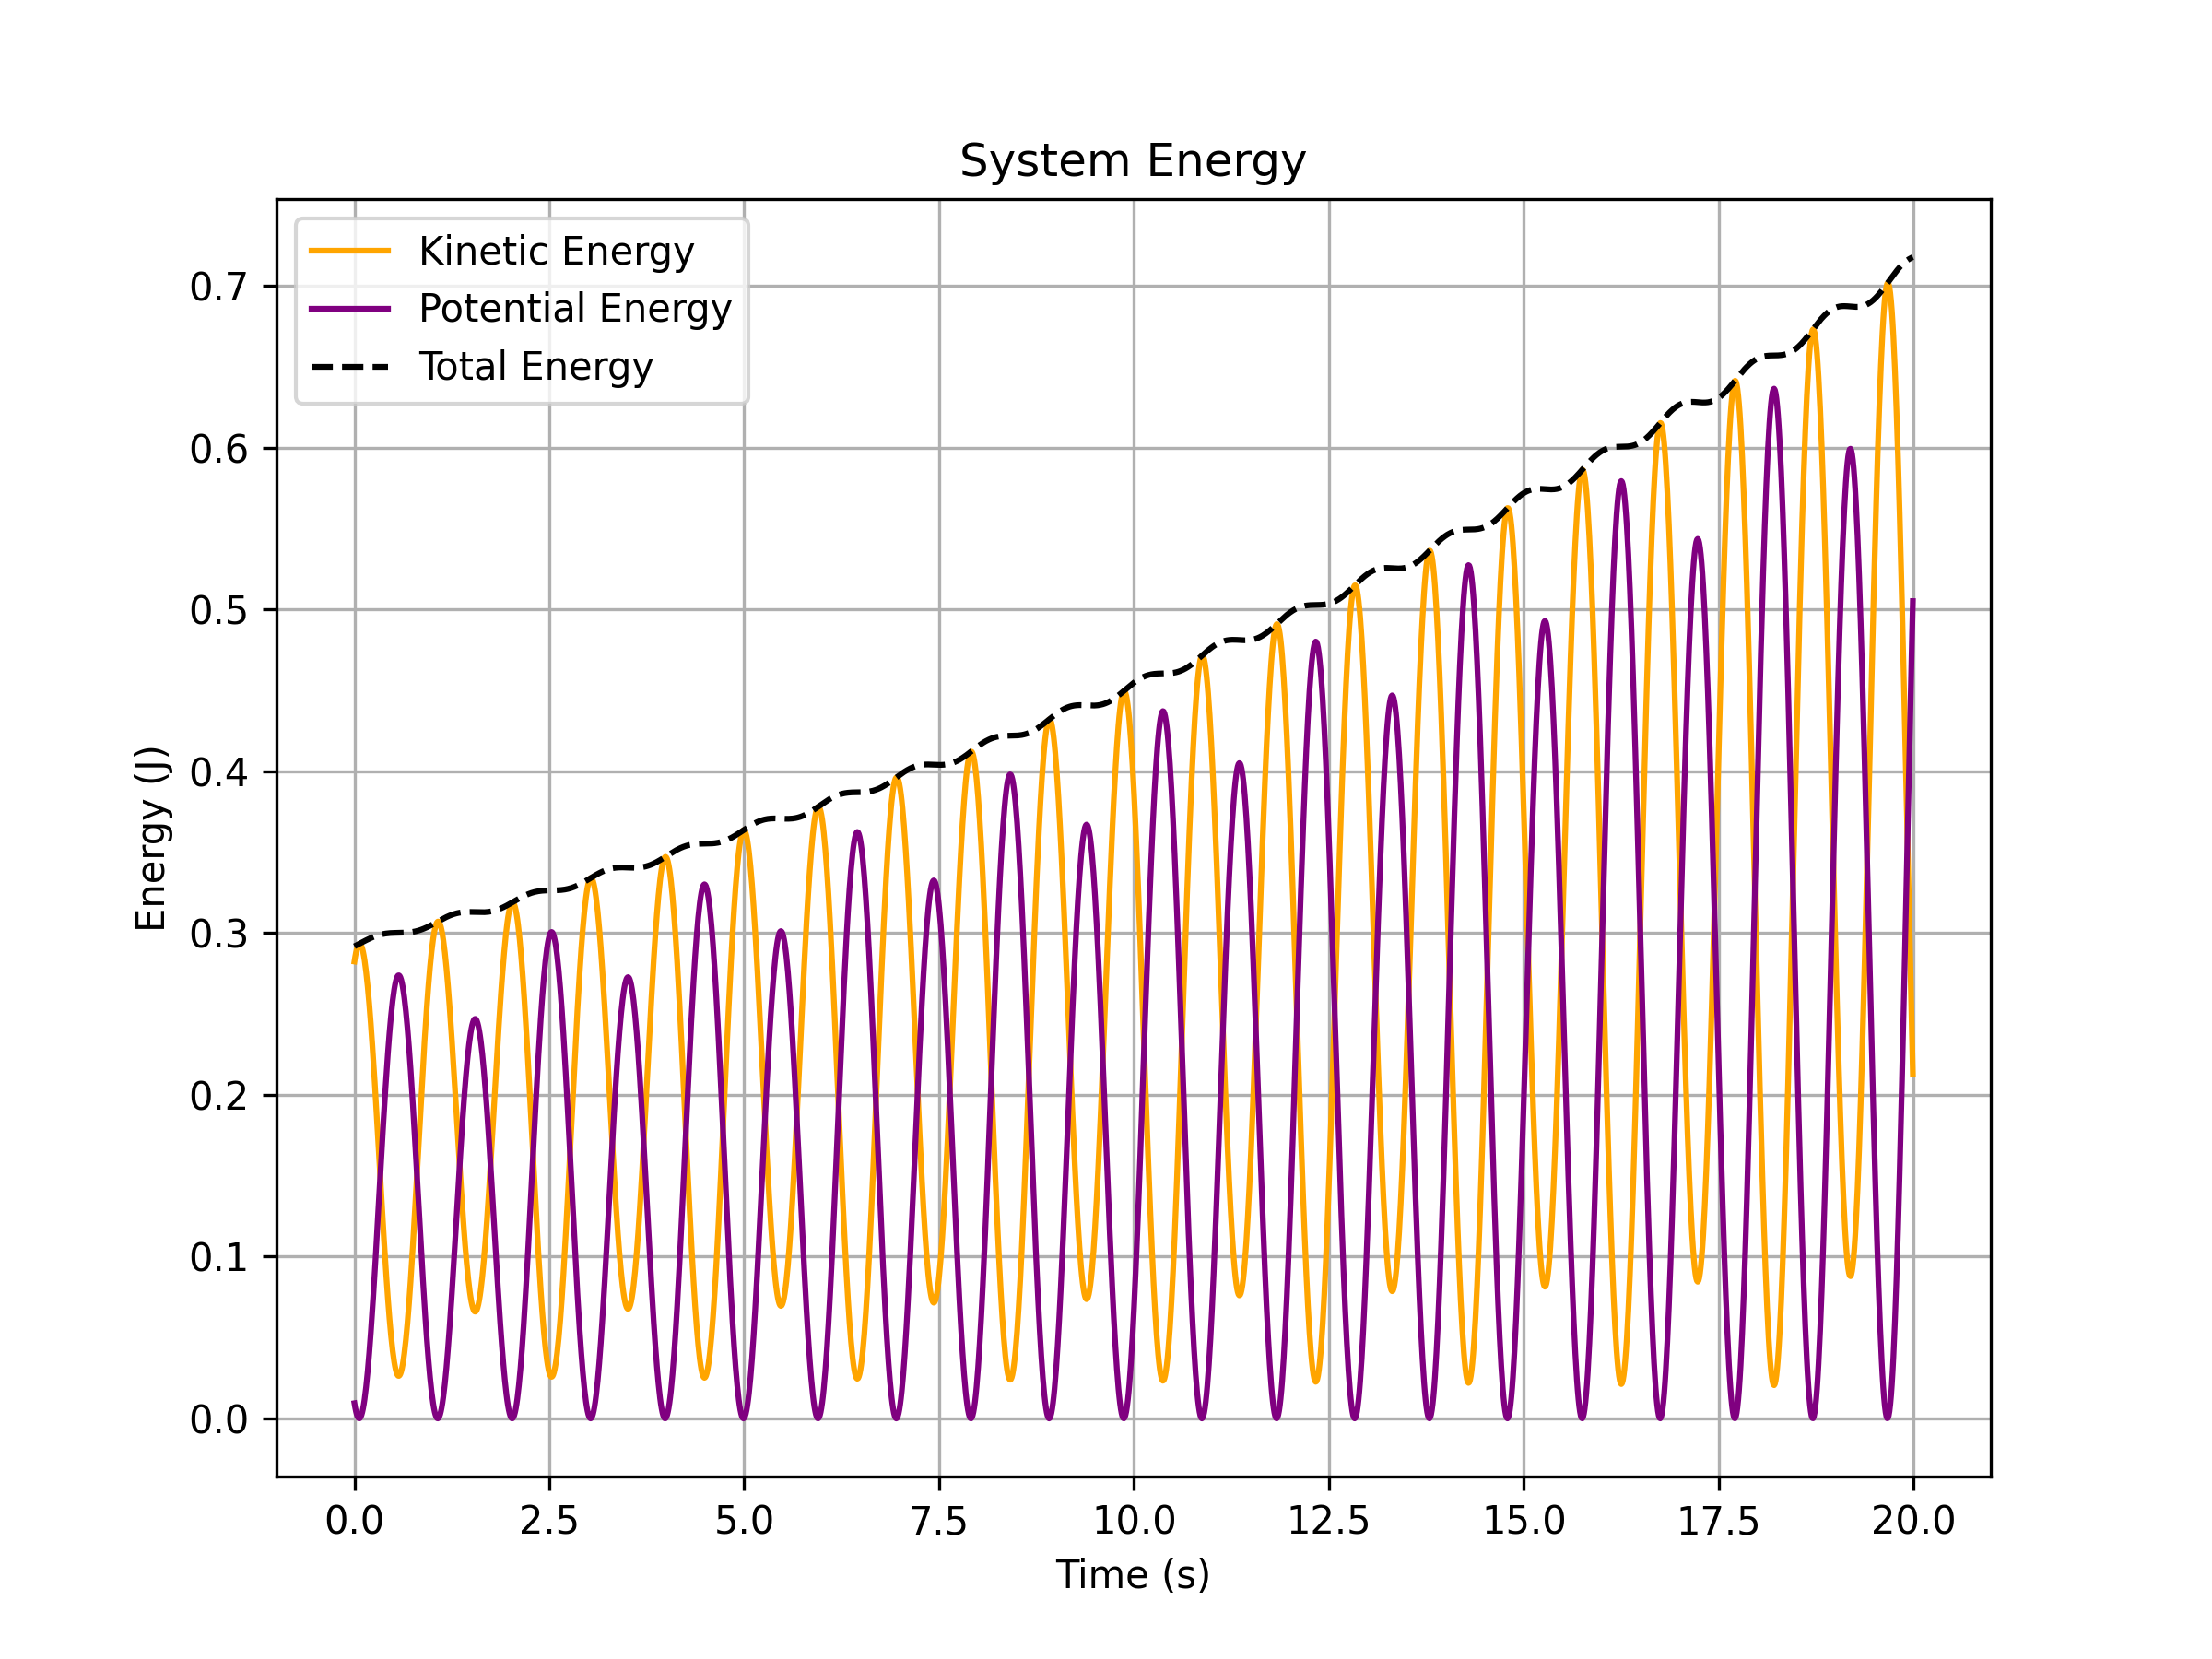 System Energy
Kinetic Energy
Potential Energy
Total Energy
0.7
0.6
0.5
0.4
0.3
0.2
0.1
0.0
Energy (J)
0.0 2.5 5.0 7.5 10.0 12.5 15.0 17.5 20.0
Time (s)